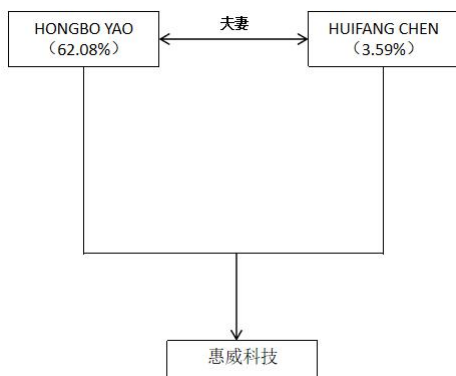 HONGBO YAO
（62.08%）
夫妻
HUIFANG CHEN
（3.59%）
惠威科技